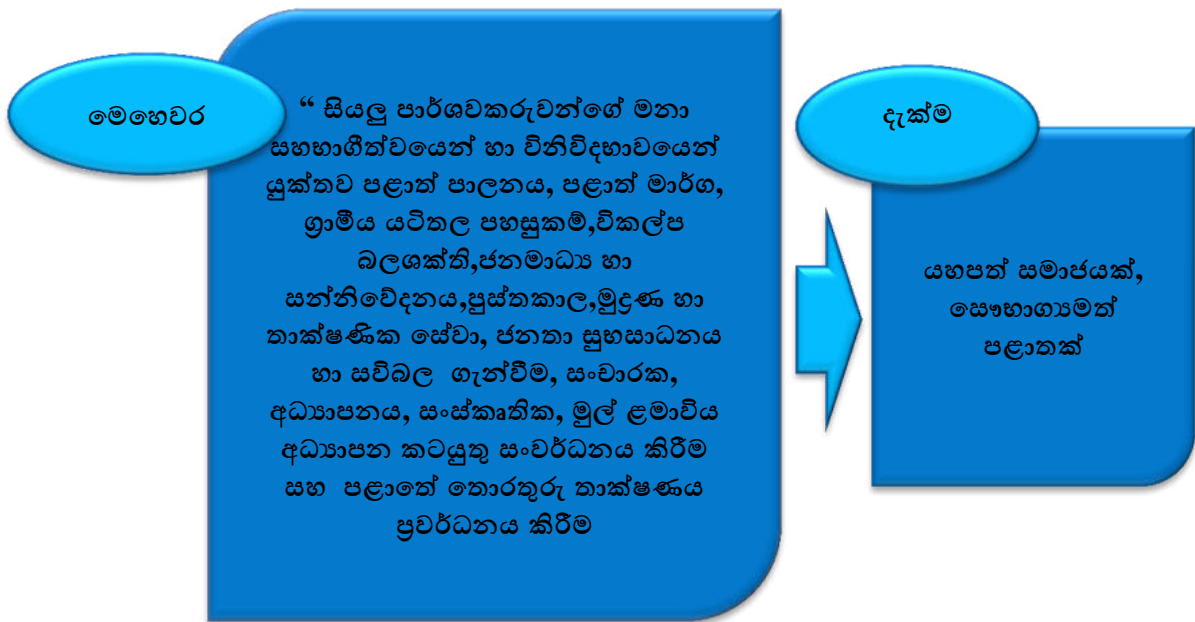 මෙහෙවර
“ සියලු පාර්ශවකරුවන්ගේ මනා
සහභාගීත්වයෙන් හා විනිවිදභාවයෙන්
යුක්තව පළාත් පාලනය, පළාත් මාර්ග,
ග්‍රාමීය යටිතල පහසුකම්,විකල්ප
බලශක්ති,ජනමාධ්‍ය හා
සන්නිවේදනය,පුස්තකාල,මුද්‍රණ හා
තාක්ෂණික සේවා, ජනතා සුභසාධනය
හා සවිබල ගැන්වීම, සංචාරක,
අධ්‍යාපනය, සංස්කෘතික, මුල් ළමාවිය
අධ්‍යාපන කටයුතු සංවර්ධනය කිරීම
සහ පළාතේ තොරතුරු තාක්ෂණය
ප්‍රවර්ධනය කිරීම
දැක්ම
යහපත් සමාජයක්,
සෞභාග්‍යමත්
පළාතක්